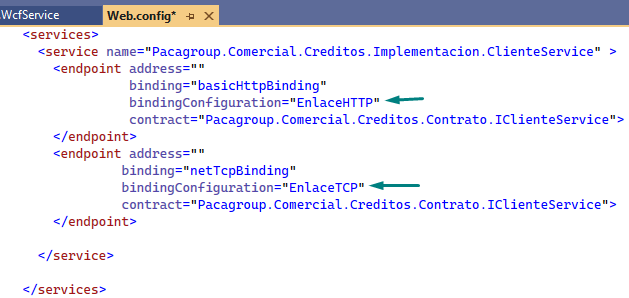 .WcfService
Web.config*
<services>
<service name="Pacagroup.Comercial.Creditos.Implementacion.ClienteService" >
<endpoint address=""
binding="basicHttpBinding"
bindingConfiguration="EnlaceHTTP"
contract="Pacagroup.Comercial.Creditos.Contrato.IClienteService">
</endpoint>
<endpoint address=""
binding="netTcpBinding"
bindingConfiguration="EnlaceTCP"
contract="Pacagroup.Comercial.Creditos.Contrato.IClienteService">
</endpoint>
</service>
</services>